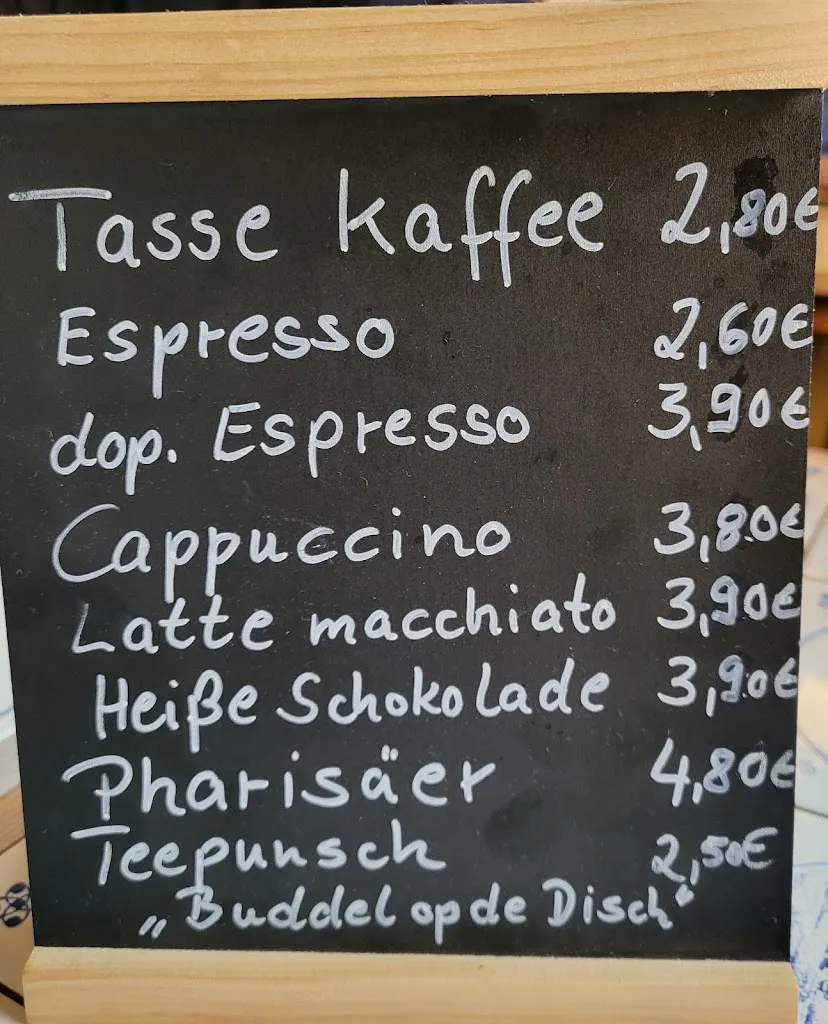 Tasse kaffee 2,80€
Espresso 2,60€
dop. Espresso 3,90€
Cappuccino 3,80€
Latte macchiato 3,90€
Heiße Schokolade 3,90€
Pharisäer 4,80€
Teepunsch 2,50€
„Buddel op de Disch“